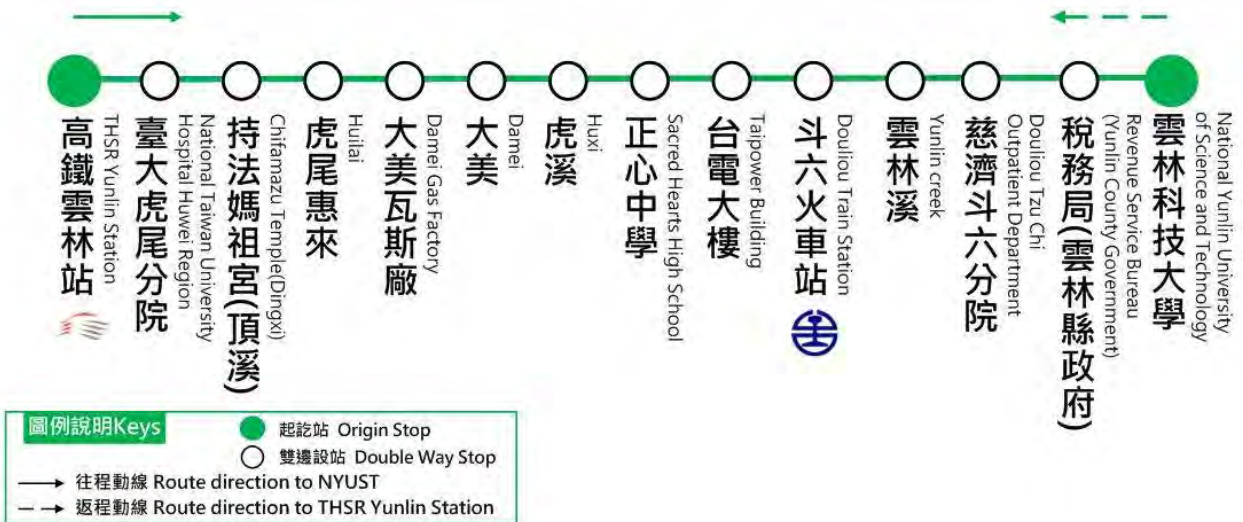 高鐵雲林站
THSR Yunlin Station
臺大虎尾分院
National Taiwan University
Hospital Huwei Region
持法媽祖宮(頂溪)
Chifamazu Temple(Dingxi)
虎尾惠來
Huilai
大美瓦斯廠
Damei Gas Factory
大美
Damei
虎溪
Huxi
正心中學
Sacred Hearts High School
台電大樓
Taipower Building
斗六火車站
Douliou Train Station
雲林溪
Yunlin creek
慈濟斗六分院
Douliou Tzu Chi
Outpatient Department
稅務局(雲林縣政府)
Revenue Service Bureau
(Yunlin County Government)
雲林科技大學
National Yunlin University
of Science and Technology
圖例說明Keys
起訖站 Origin Stop
雙邊設站 Double Way Stop
往程動線 Route direction to NYUST
返程動線 Route direction to THSR Yunlin Station